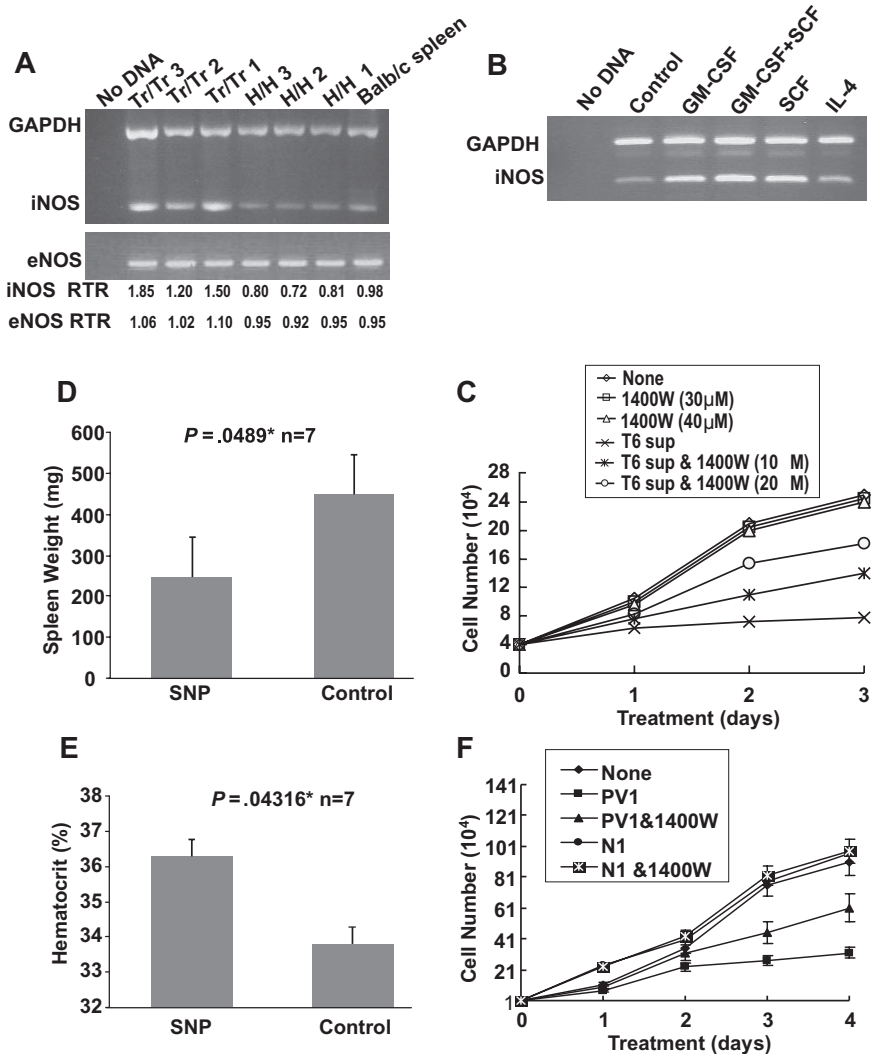 A
No DNA
Tr/Tr 3
Tr/Tr 2
Tr/Tr 1
H/H 3
H/H 2
H/H 1
Balb/c spleen
GAPDH
iNOS
eNOS
iNOS RTR 1.85 1.20 1.50 0.80 0.72 0.81 0.98
eNOS RTR 1.06 1.02 1.10 0.95 0.92 0.95 0.95
B
No DNA
Control
GM-CSF
GM-CSF+SCF
SCF
IL-4
GAPDH
iNOS
D
P = .0489* n=7
Spleen Weight (mg)
600
500
400
300
200
100
0
SNP Control
C
None
1400W (30µM)
1400W (40µM)
T6 sup
T6 sup & 1400W (10 M)
T6 sup & 1400W (20 M)
Cell Number (10⁴)
28
24
20
16
12
8
4
0
0 1 2 3
Treatment (days)
E
P = .04316* n=7
Hematocrit (%)
38
37
36
34
33
32
SNP Control
F
None
PV1
PV1&1400W
N1
N1 &1400W
Cell Number (10⁴)
141
121
101
81
61
41
21
1
0 1 2 3 4
Treatment (days)